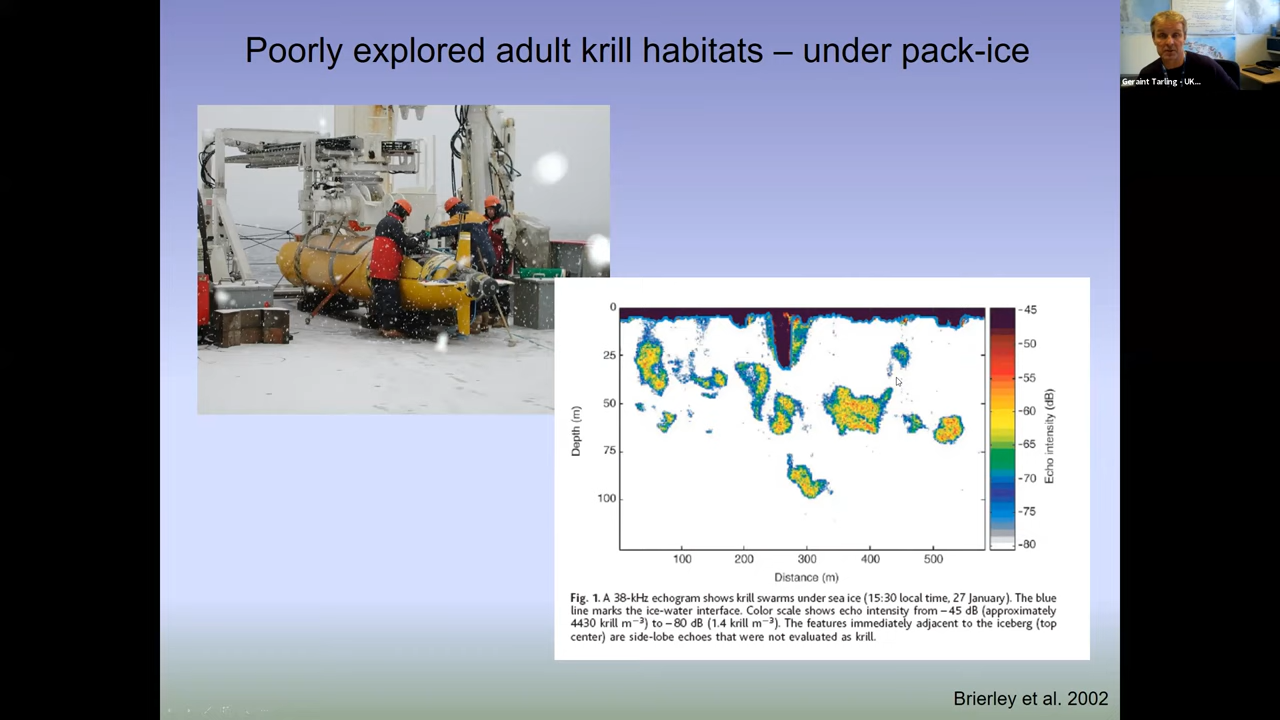 Poorly explored adult krill habitats – under pack-ice
Geraint Tarling - UK...
0
25
50
75
100
Depth (m)
100
200
300
400
500
Distance (m)
-45
-50
-55
-60
-65
-70
-75
-80
Echo intensity (dB)
Fig. 1. A 38-kHz echogram shows krill swarms under sea ice (15:30 local time, 27 January). The blue
line marks the ice-water interface. Color scale shows echo intensity from −45 dB (approximately
4430 krill m⁻³) to −80 dB (1.4 krill m⁻³). The features immediately adjacent to the iceberg (top
center) are side-lobe echoes that were not evaluated as krill.
Brierley et al. 2002